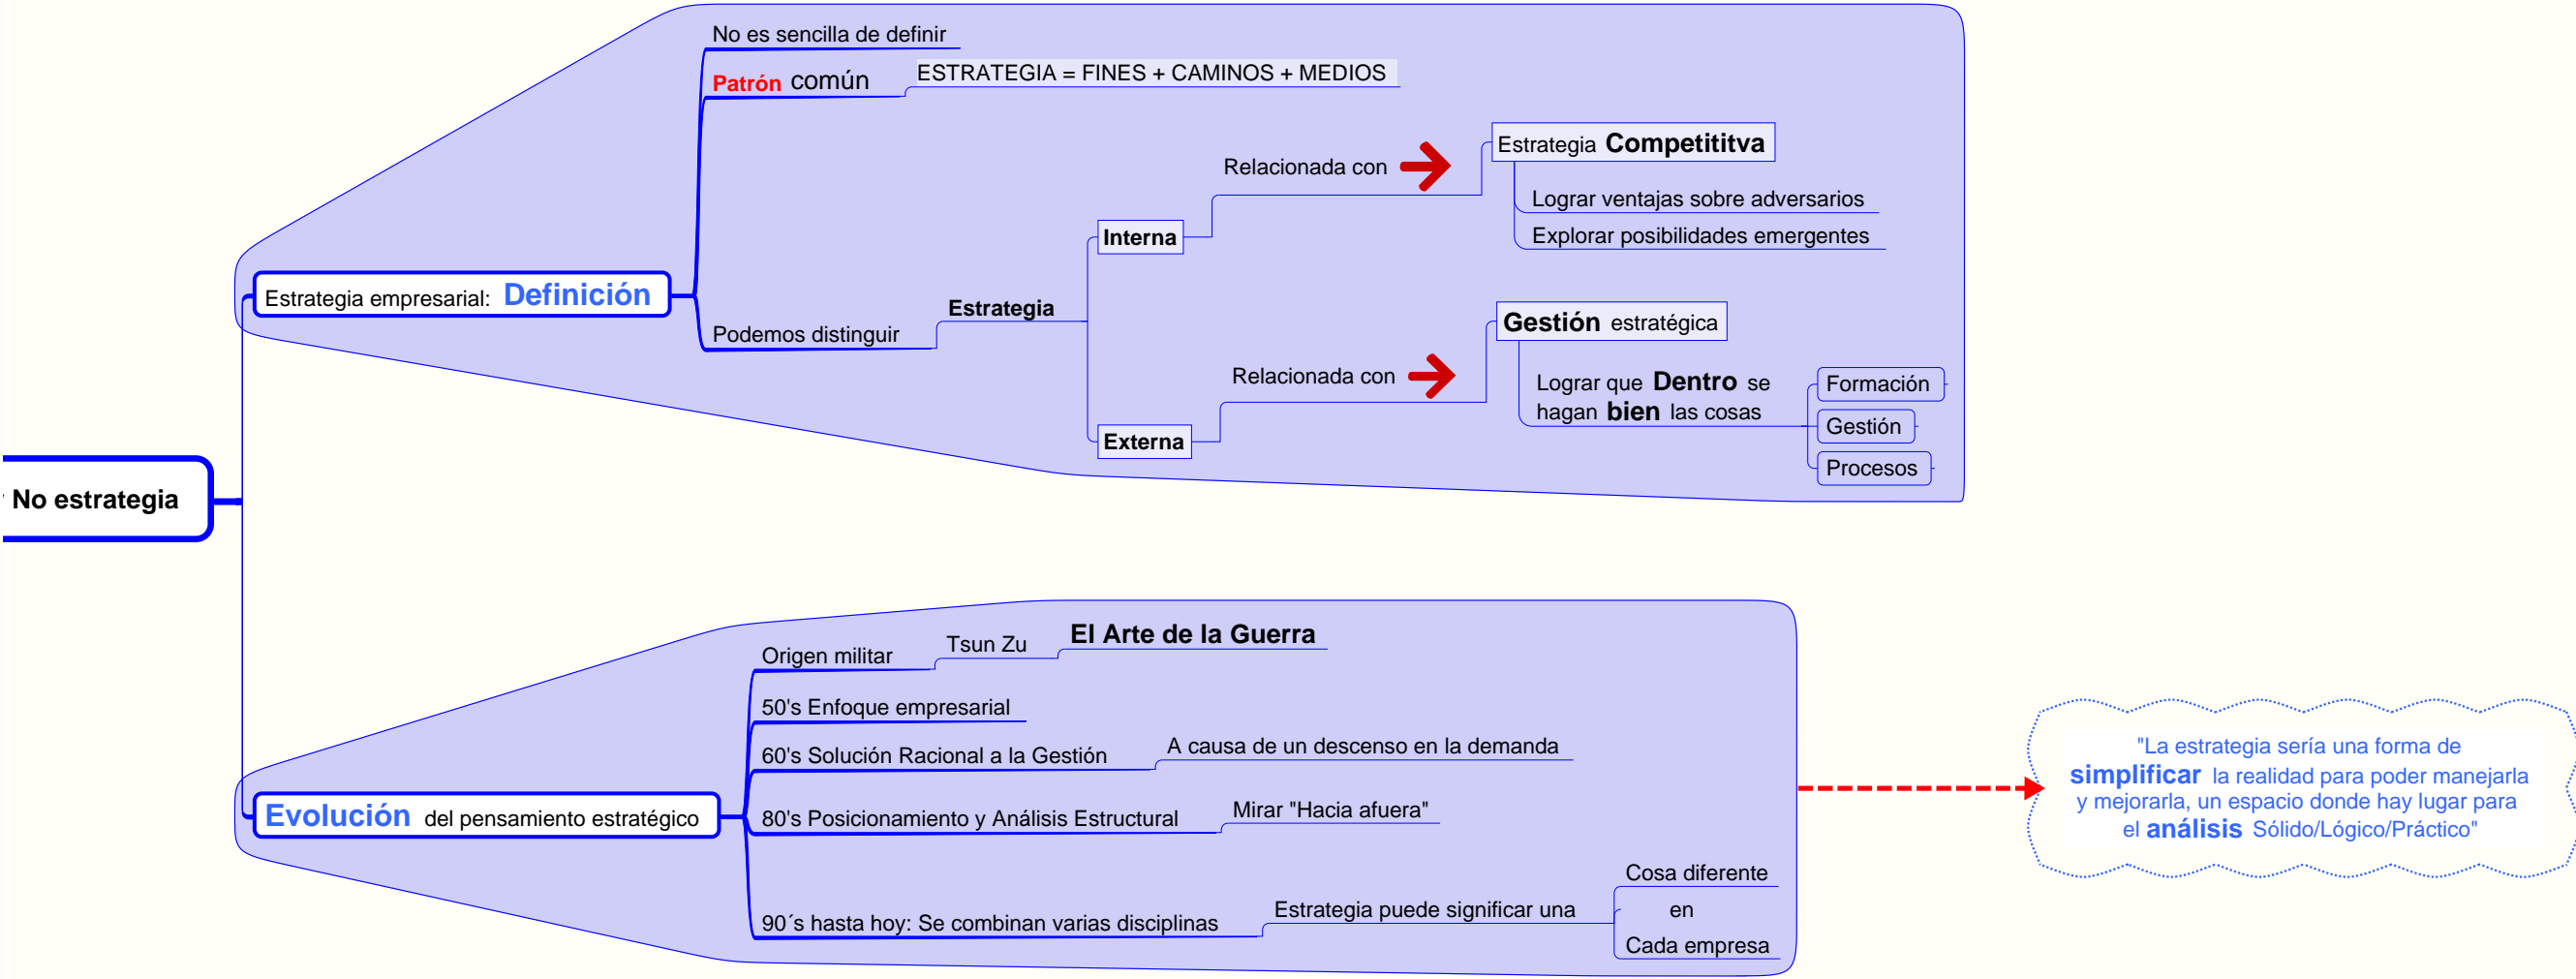 No es sencilla de definir
Patrón común
ESTRATEGIA = FINES + CAMINOS + MEDIOS
Estrategia empresarial: Definición
Podemos distinguir
Estrategia
Interna
Relacionada con
Estrategia Competititva
Lograr ventajas sobre adversarios
Explorar posibilidades emergentes
Externa
Relacionada con
Gestión estratégica
Lograr que Dentro se
hagan bien las cosas
Formación
Gestión
Procesos
No estrategia
Evolución del pensamiento estratégico
Origen militar
Tsun Zu
El Arte de la Guerra
50's Enfoque empresarial
60's Solución Racional a la Gestión
A causa de un descenso en la demanda
80's Posicionamiento y Análisis Estructural
Mirar "Hacia afuera"
90´s hasta hoy: Se combinan varias disciplinas
Estrategia puede significar una
Cosa diferente
en
Cada empresa
"La estrategia sería una forma de
simplificar la realidad para poder manejarla
y mejorarla, un espacio donde hay lugar para
el análisis Sólido/Lógico/Práctico"